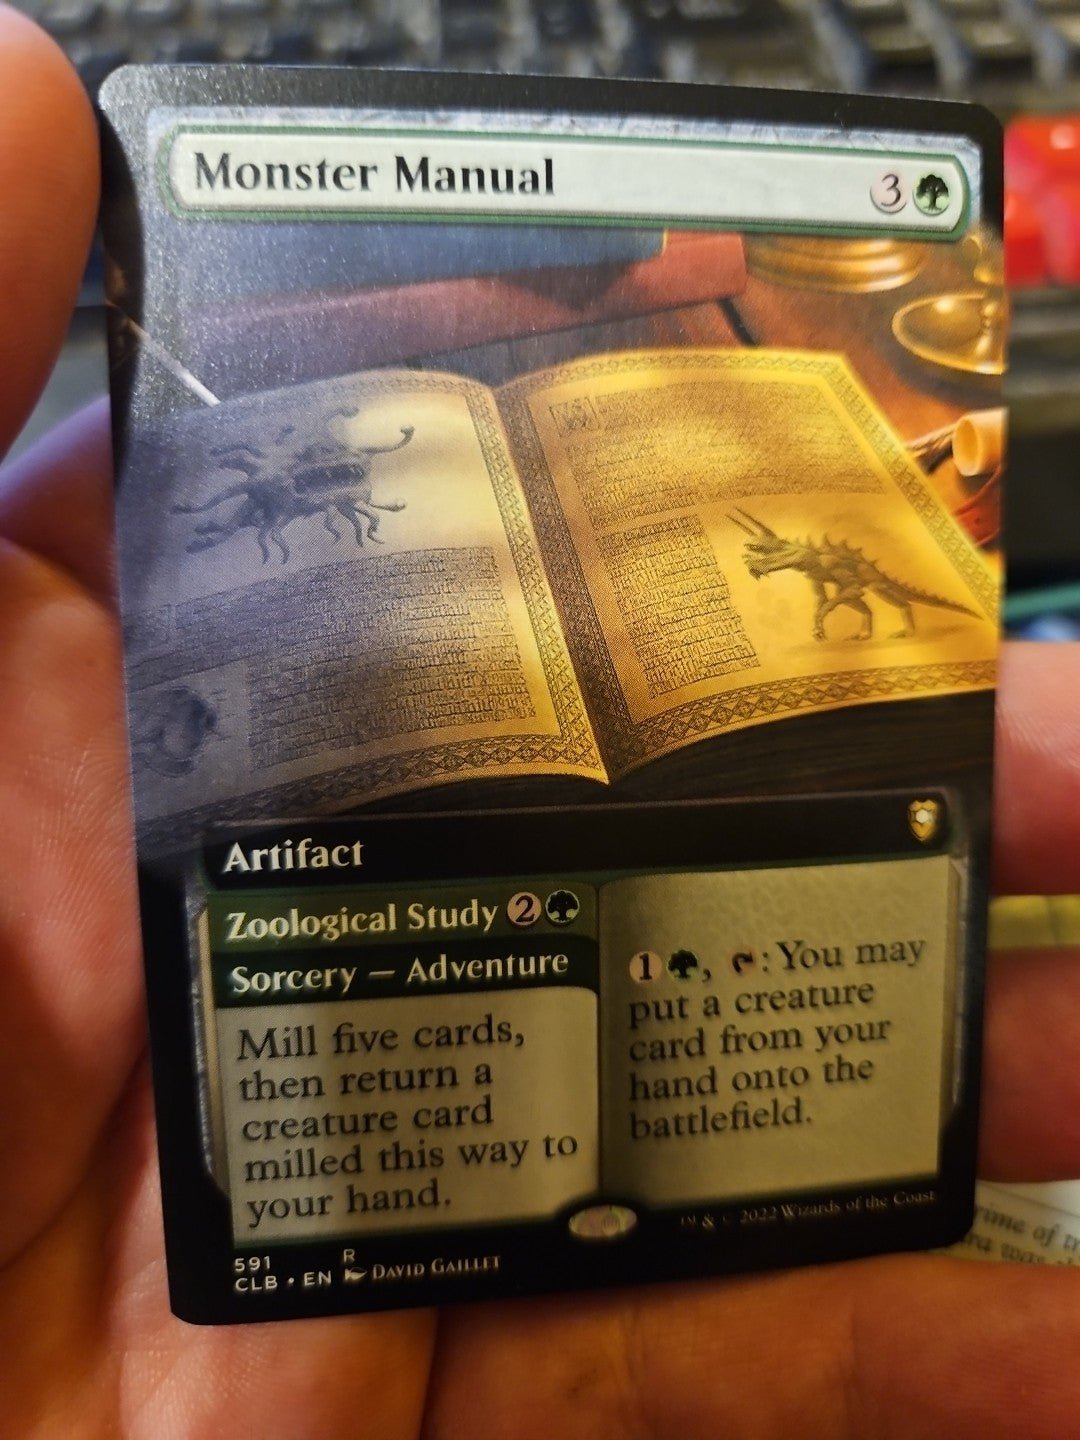 Monster Manual 3
Artifact
Zoological Study 2
Sorcery — Adventure
Mill five cards,
then return a
creature card
milled this way to
your hand.
1 , : You may
put a creature
card from your
hand onto the
battlefield.
591 R
CLB • EN DAVID GAILLET
& © 2022 Wizards of the Coast